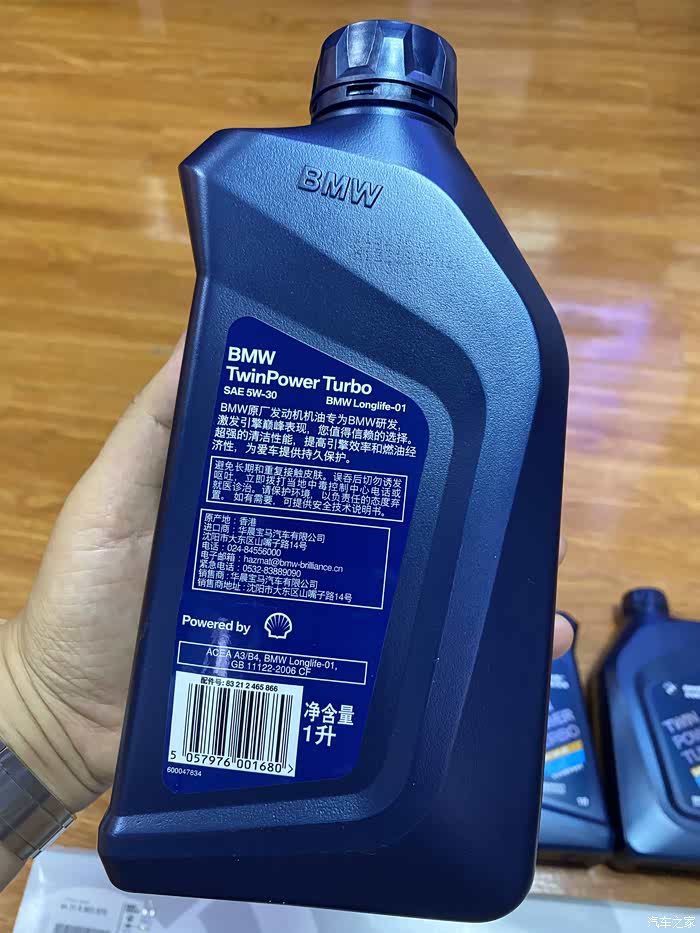 BMW
BMW
TwinPower Turbo
SAE 5W-30 BMW Longlife-01
BMW原厂发动机机油专为BMW研发，
激发引擎巅峰表现，您值得信赖的选择。
超强的清洁性能，提高引擎效率和燃油经
济性，为爱车提供持久保护。
避免长期和重复接触皮肤。误吞后切勿诱发
呕吐，立即拨打当地中毒控制中心电话或
就医诊治。请保护环境，以负责任的态度弃
置。如有需要，可提供安全技术说明书。
原产地：香港
进口商：华晨宝马汽车有限公司
沈阳市大东区山嘴子路14号
电话：024-84556000
电子邮箱：hazmat@bmw-brilliance.cn
紧急电话：0532-83889090
销售商：华晨宝马汽车有限公司
销售商地址：沈阳市大东区山嘴子路14号
Powered by
ACEA A3/B4, BMW Longlife-01,
GB 11122-2006 CF
配件号: 83 21 2 465 866
净含量
1升
5 057976 001680 >
600047834
TWIN
POWER
TU
汽车之家